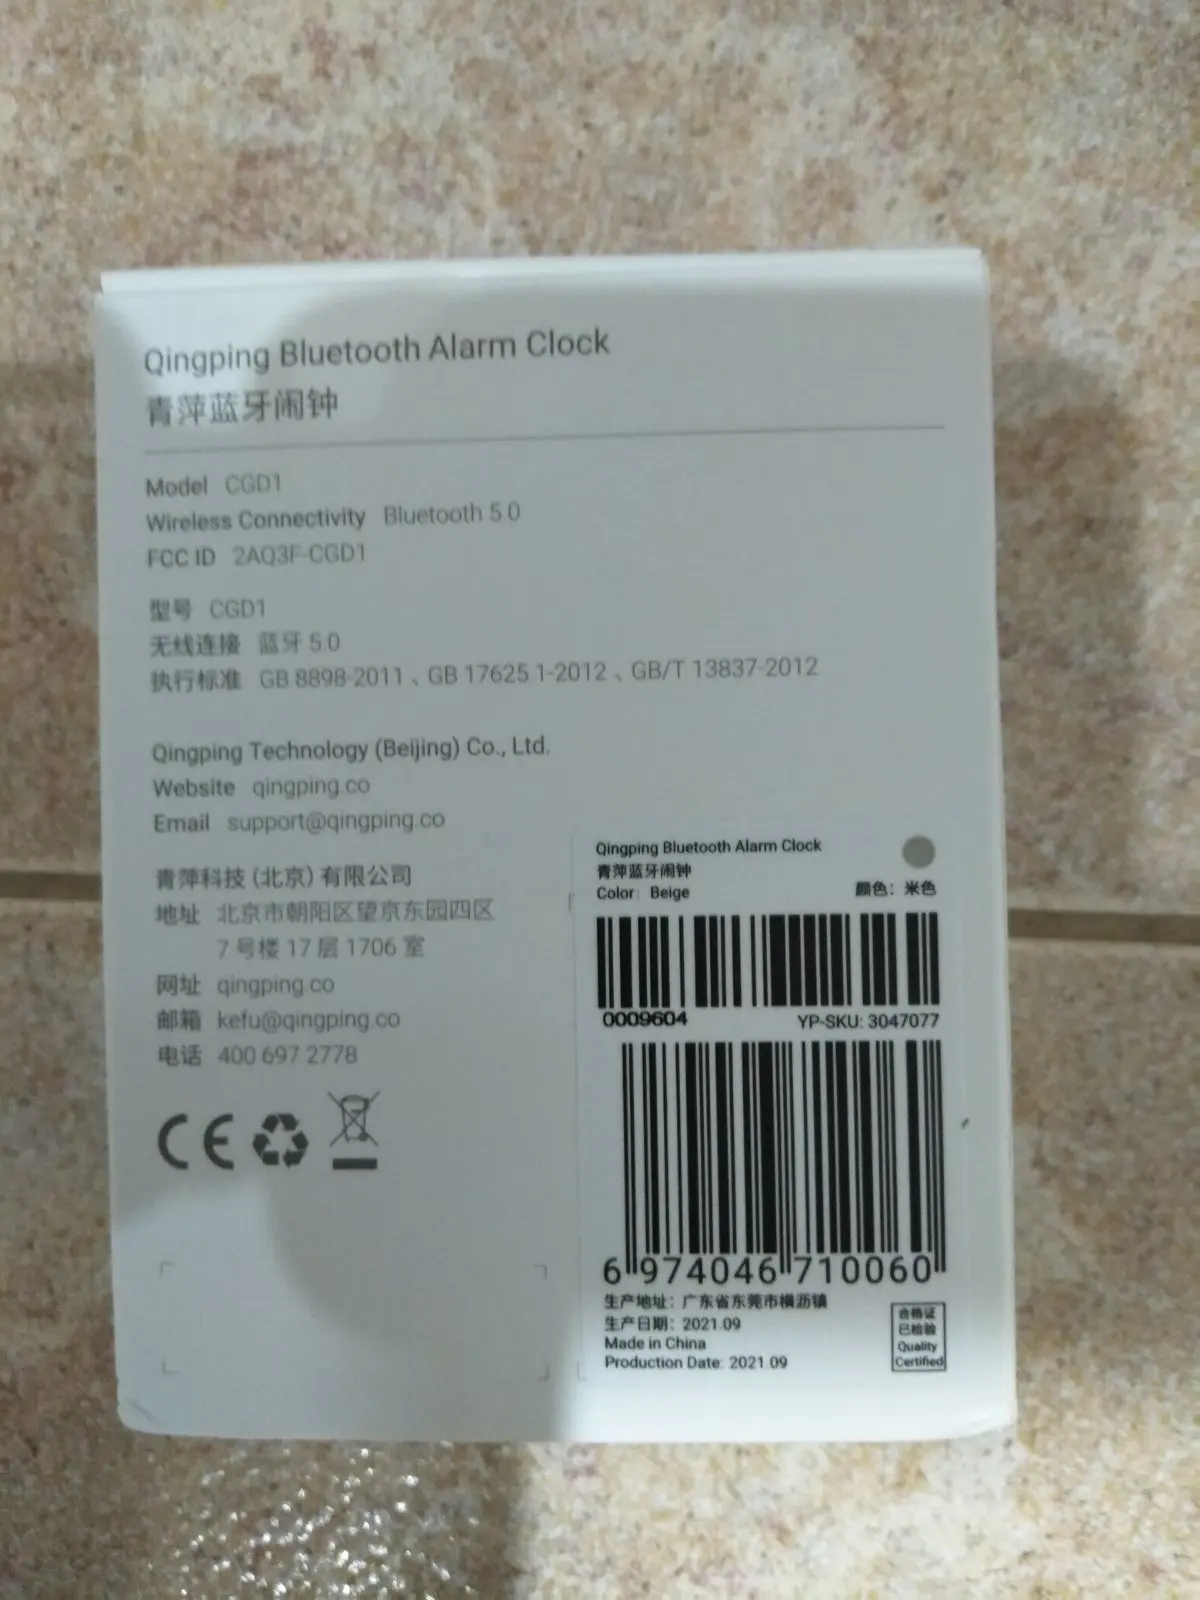 Qingping Bluetooth Alarm Clock
青萍蓝牙闹钟
Model CGD1
Wireless Connectivity Bluetooth 5.0
FCC ID 2AQ3F-CGD1
型号 CGD1
无线连接 蓝牙 5.0
执行标准 GB 8898-2011、GB 17625.1-2012、GB/T 13837-2012
Qingping Technology (Beijing) Co., Ltd.
Website qingping.co
Email support@qingping.co
青萍科技 (北京) 有限公司
地址 北京市朝阳区望京东园四区
7 号楼 17 层 1706 室
网址 qingping.co
邮箱 kefu@qingping.co
电话 400 697 2778
CE
Qingping Bluetooth Alarm Clock
青萍蓝牙闹钟
Color: Beige 颜色: 米色
0009604 YP-SKU: 3047077
6 974046 710060
生产地址: 广东省东莞市横沥镇
生产日期: 2021.09
Made in China
Production Date: 2021.09
合格证
已检验
Quality
Certified